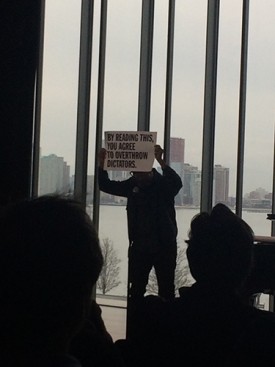 BY READING THIS,
YOU AGREE
TO OVERTHROW
DICTATORS.